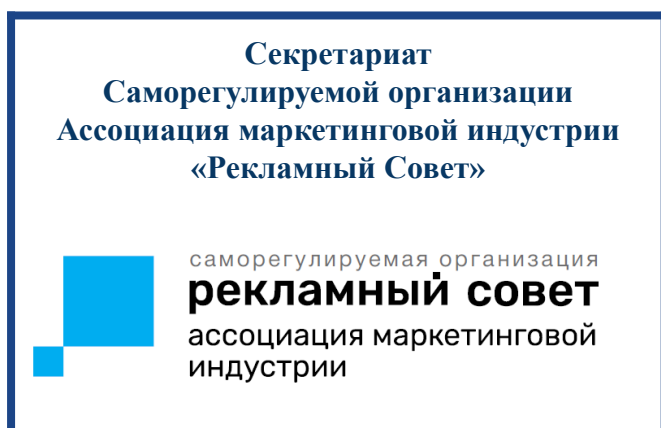 Секретариат
Саморегулируемой организации
Ассоциация маркетинговой индустрии
«Рекламный Совет»
саморегулируемая организация
рекламный совет
ассоциация маркетинговой
индустрии